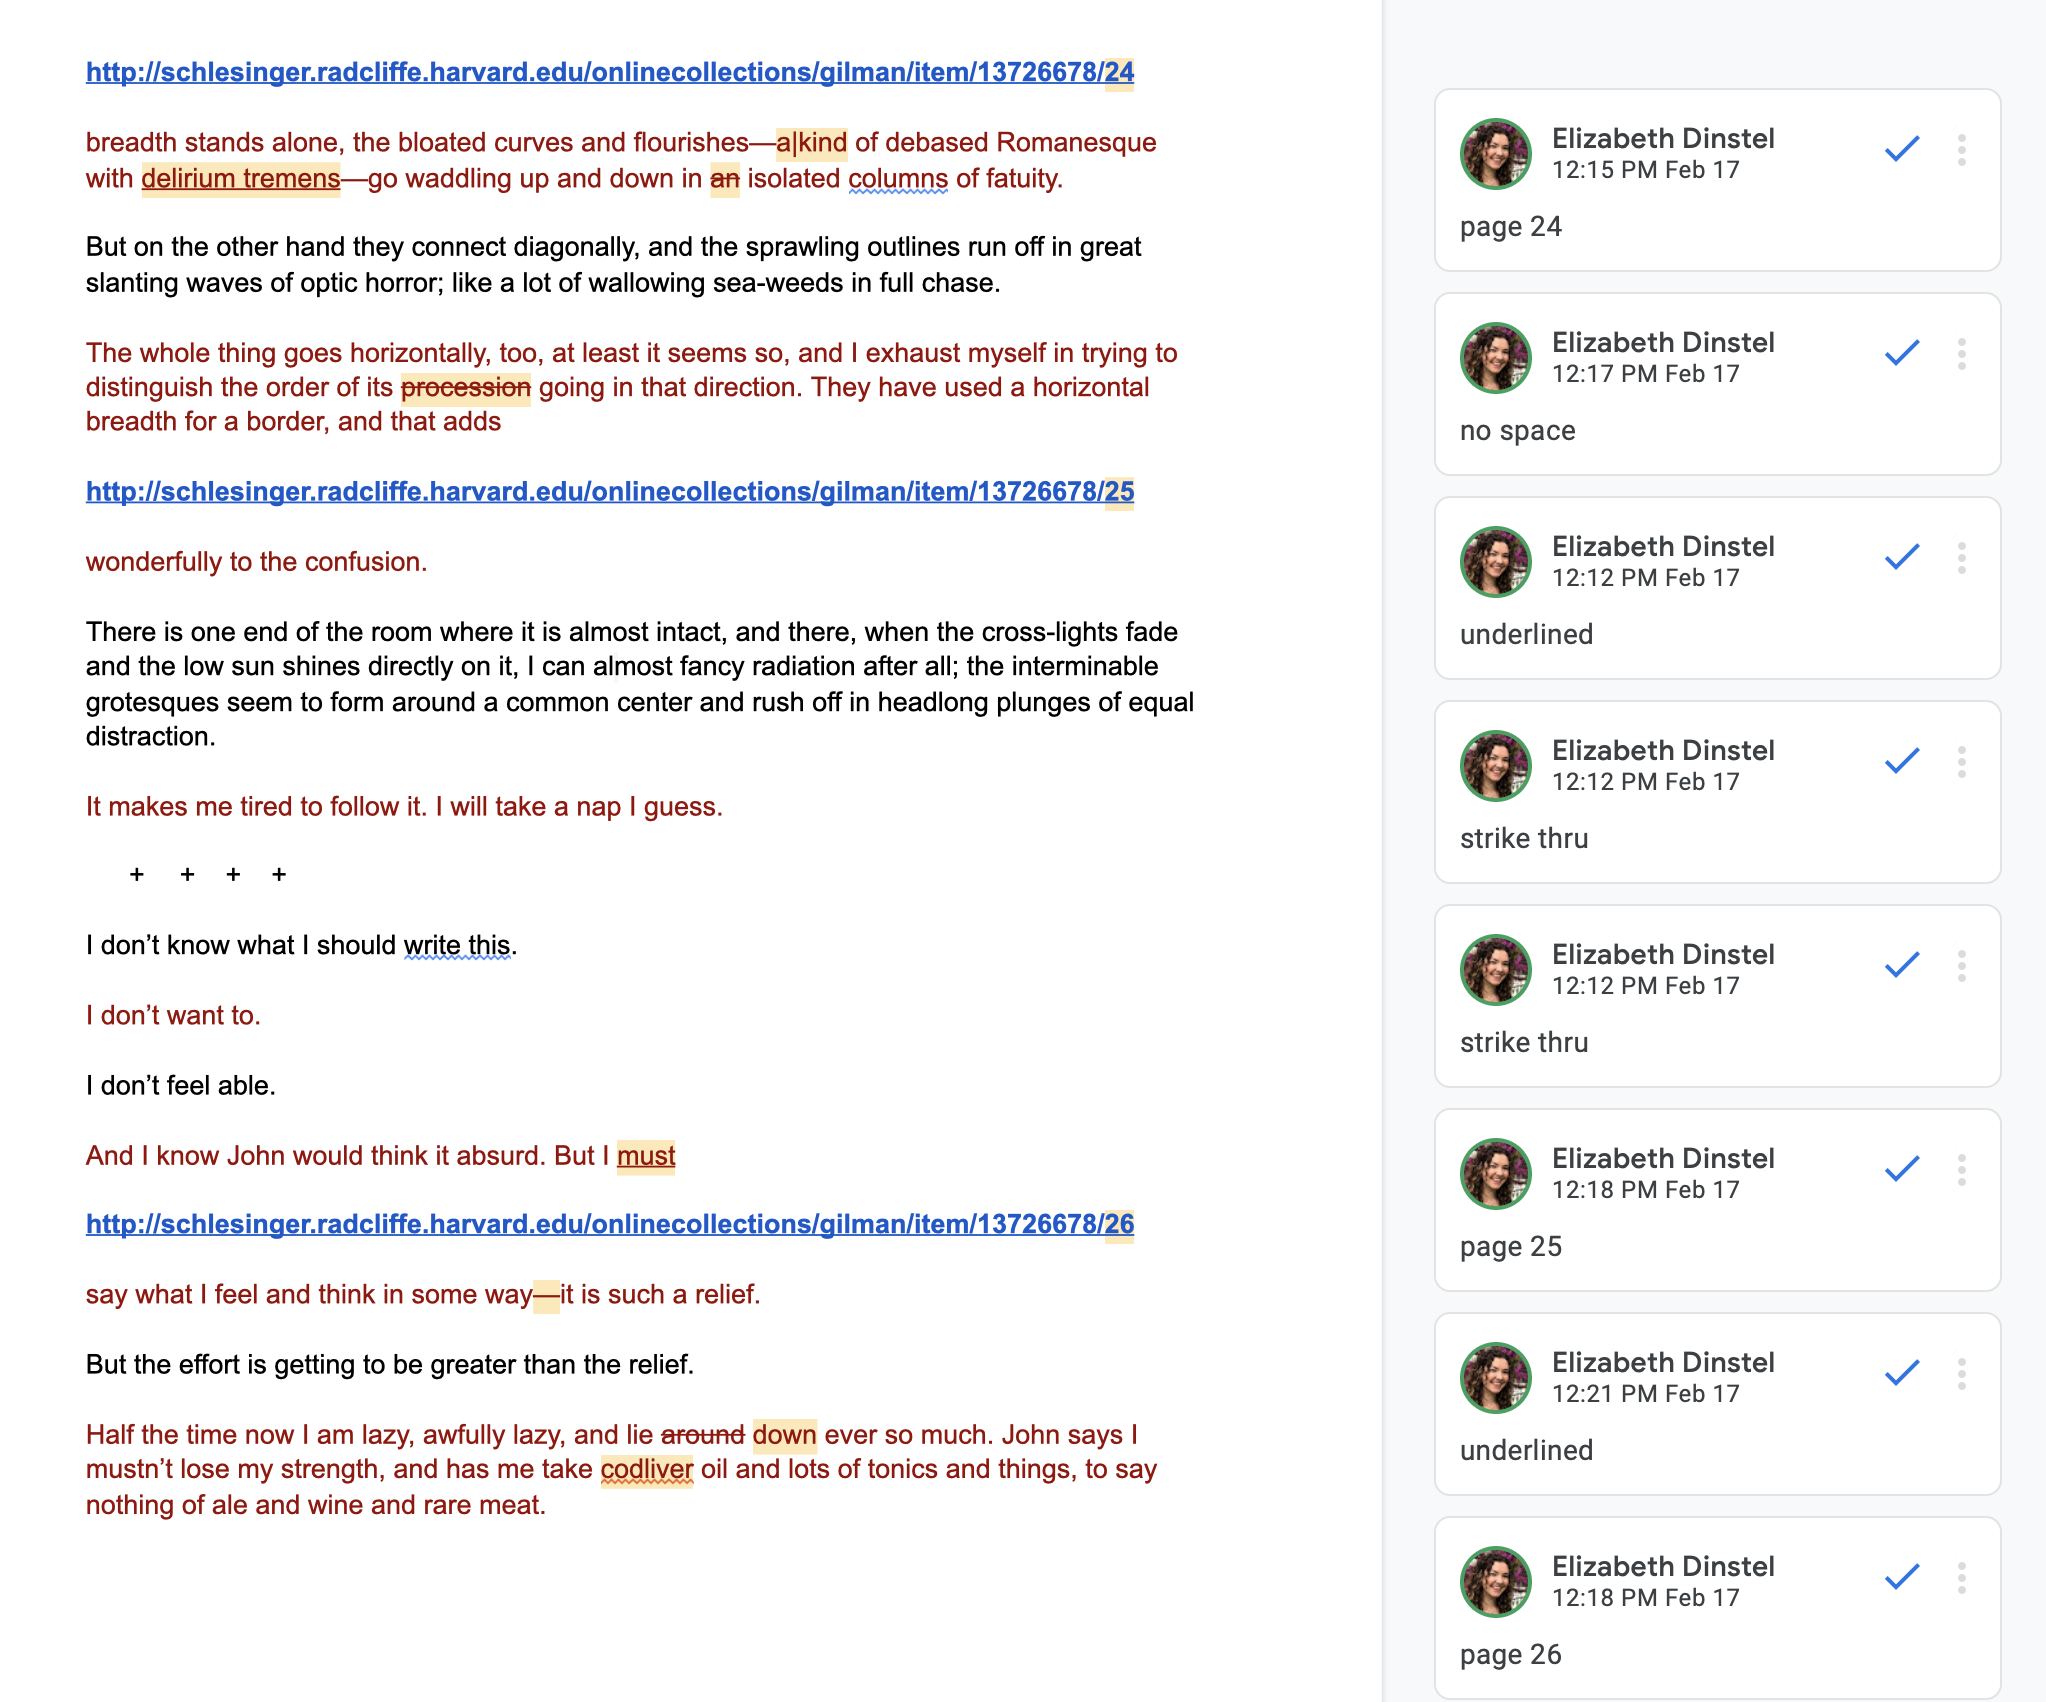 http://schlesinger.radcliffe.harvard.edu/onlinecollections/gilman/item/13726678/24
breadth stands alone, the bloated curves and flourishes—a|kind of debased Romanesque
with delirium tremens—go waddling up and down in an isolated columns of fatuity.
But on the other hand they connect diagonally, and the sprawling outlines run off in great
slanting waves of optic horror; like a lot of wallowing sea-weeds in full chase.
The whole thing goes horizontally, too, at least it seems so, and I exhaust myself in trying to
distinguish the order of its procession going in that direction. They have used a horizontal
breadth for a border, and that adds
http://schlesinger.radcliffe.harvard.edu/onlinecollections/gilman/item/13726678/25
wonderfully to the confusion.
There is one end of the room where it is almost intact, and there, when the cross-lights fade
and the low sun shines directly on it, I can almost fancy radiation after all; the interminable
grotesques seem to form around a common center and rush off in headlong plunges of equal
distraction.
It makes me tired to follow it. I will take a nap I guess.
+ + + +
I don’t know what I should write this.
I don’t want to.
I don’t feel able.
And I know John would think it absurd. But I must
http://schlesinger.radcliffe.harvard.edu/onlinecollections/gilman/item/13726678/26
say what I feel and think in some way—it is such a relief.
But the effort is getting to be greater than the relief.
Half the time now I am lazy, awfully lazy, and lie around down ever so much. John says I
mustn’t lose my strength, and has me take codliver oil and lots of tonics and things, to say
nothing of ale and wine and rare meat.
Elizabeth Dinstel
12:15 PM Feb 17
page 24
Elizabeth Dinstel
12:17 PM Feb 17
no space
Elizabeth Dinstel
12:12 PM Feb 17
underlined
Elizabeth Dinstel
12:12 PM Feb 17
strike thru
Elizabeth Dinstel
12:12 PM Feb 17
strike thru
Elizabeth Dinstel
12:18 PM Feb 17
page 25
Elizabeth Dinstel
12:21 PM Feb 17
underlined
Elizabeth Dinstel
12:18 PM Feb 17
page 26